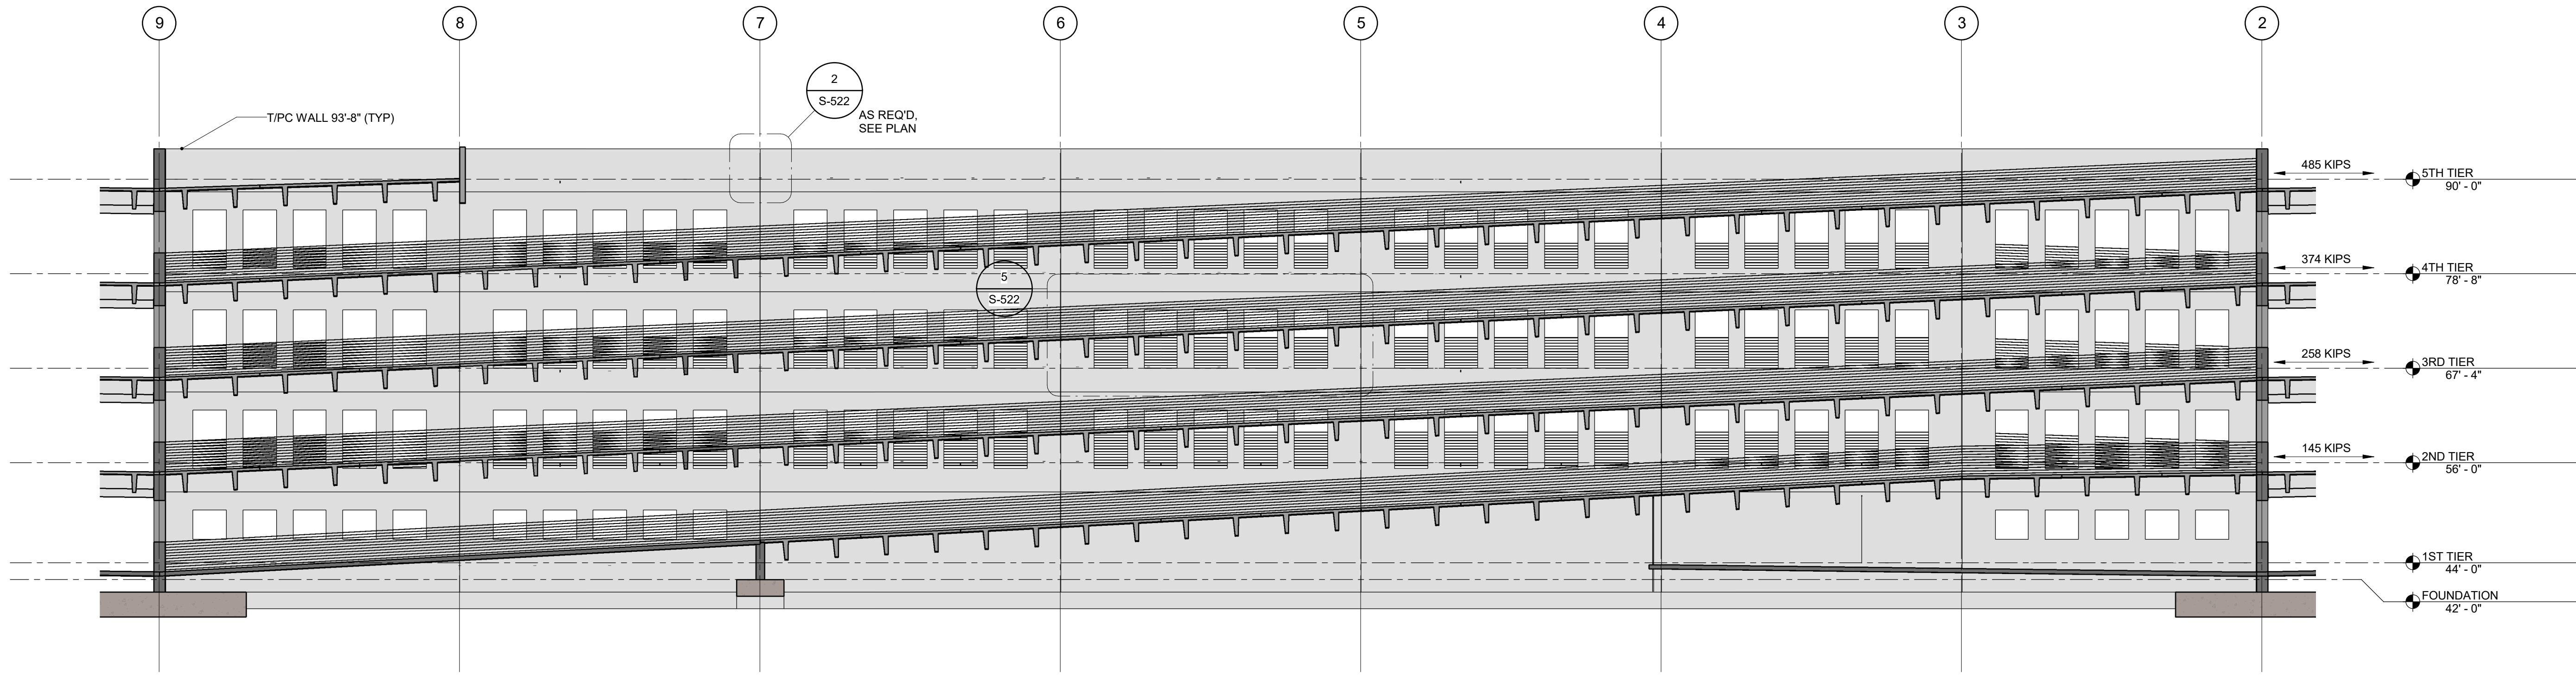 9
8
7
6
5
4
3
2
2
S-522
AS REQ'D,
SEE PLAN
T/PC WALL 93'-8" (TYP)
485 KIPS
5TH TIER
90' - 0"
5
S-522
374 KIPS
4TH TIER
78' - 8"
258 KIPS
3RD TIER
67' - 4"
145 KIPS
2ND TIER
56' - 0"
1ST TIER
44' - 0"
FOUNDATION
42' - 0"